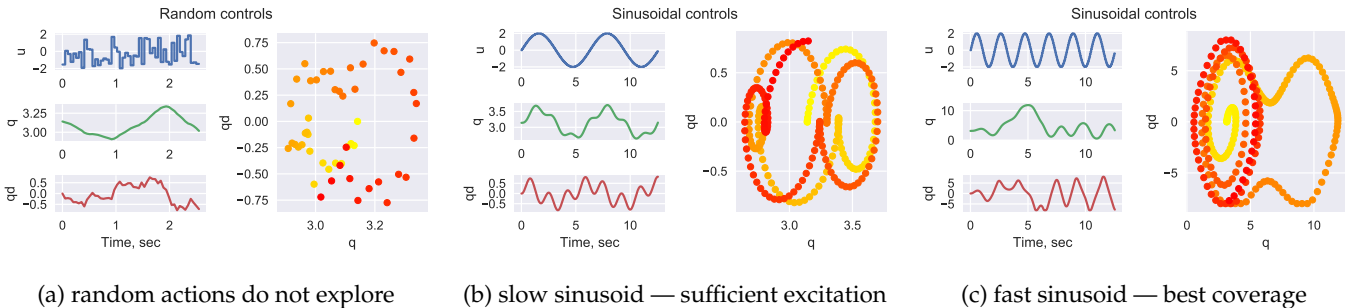 Random controls
u
2
0
−2
0 1 2
q
3.25
3.00
0 1 2
qd
0.5
0.0
−0.5
0 1 2
Time, sec
qd
0.75
0.50
0.25
0.00
−0.25
−0.50
−0.75
3.0 3.2
q
(a) random actions do not explore
Sinusoidal controls
u
2
0
−2
0 5 10
q
3.5
3.0
0 5 10
qd
0.5
0.0
−0.5
0 5 10
Time, sec
qd
0.5
0.0
−0.5
3.0 3.5
q
(b) slow sinusoid — sufficient excitation
Sinusoidal controls
u
2
0
−2
0 5 10
q
10
5
0
0 5 10
qd
5
0
−5
0 5 10
Time, sec
qd
5
0
−5
0 5 10
q
(c) fast sinusoid — best coverage